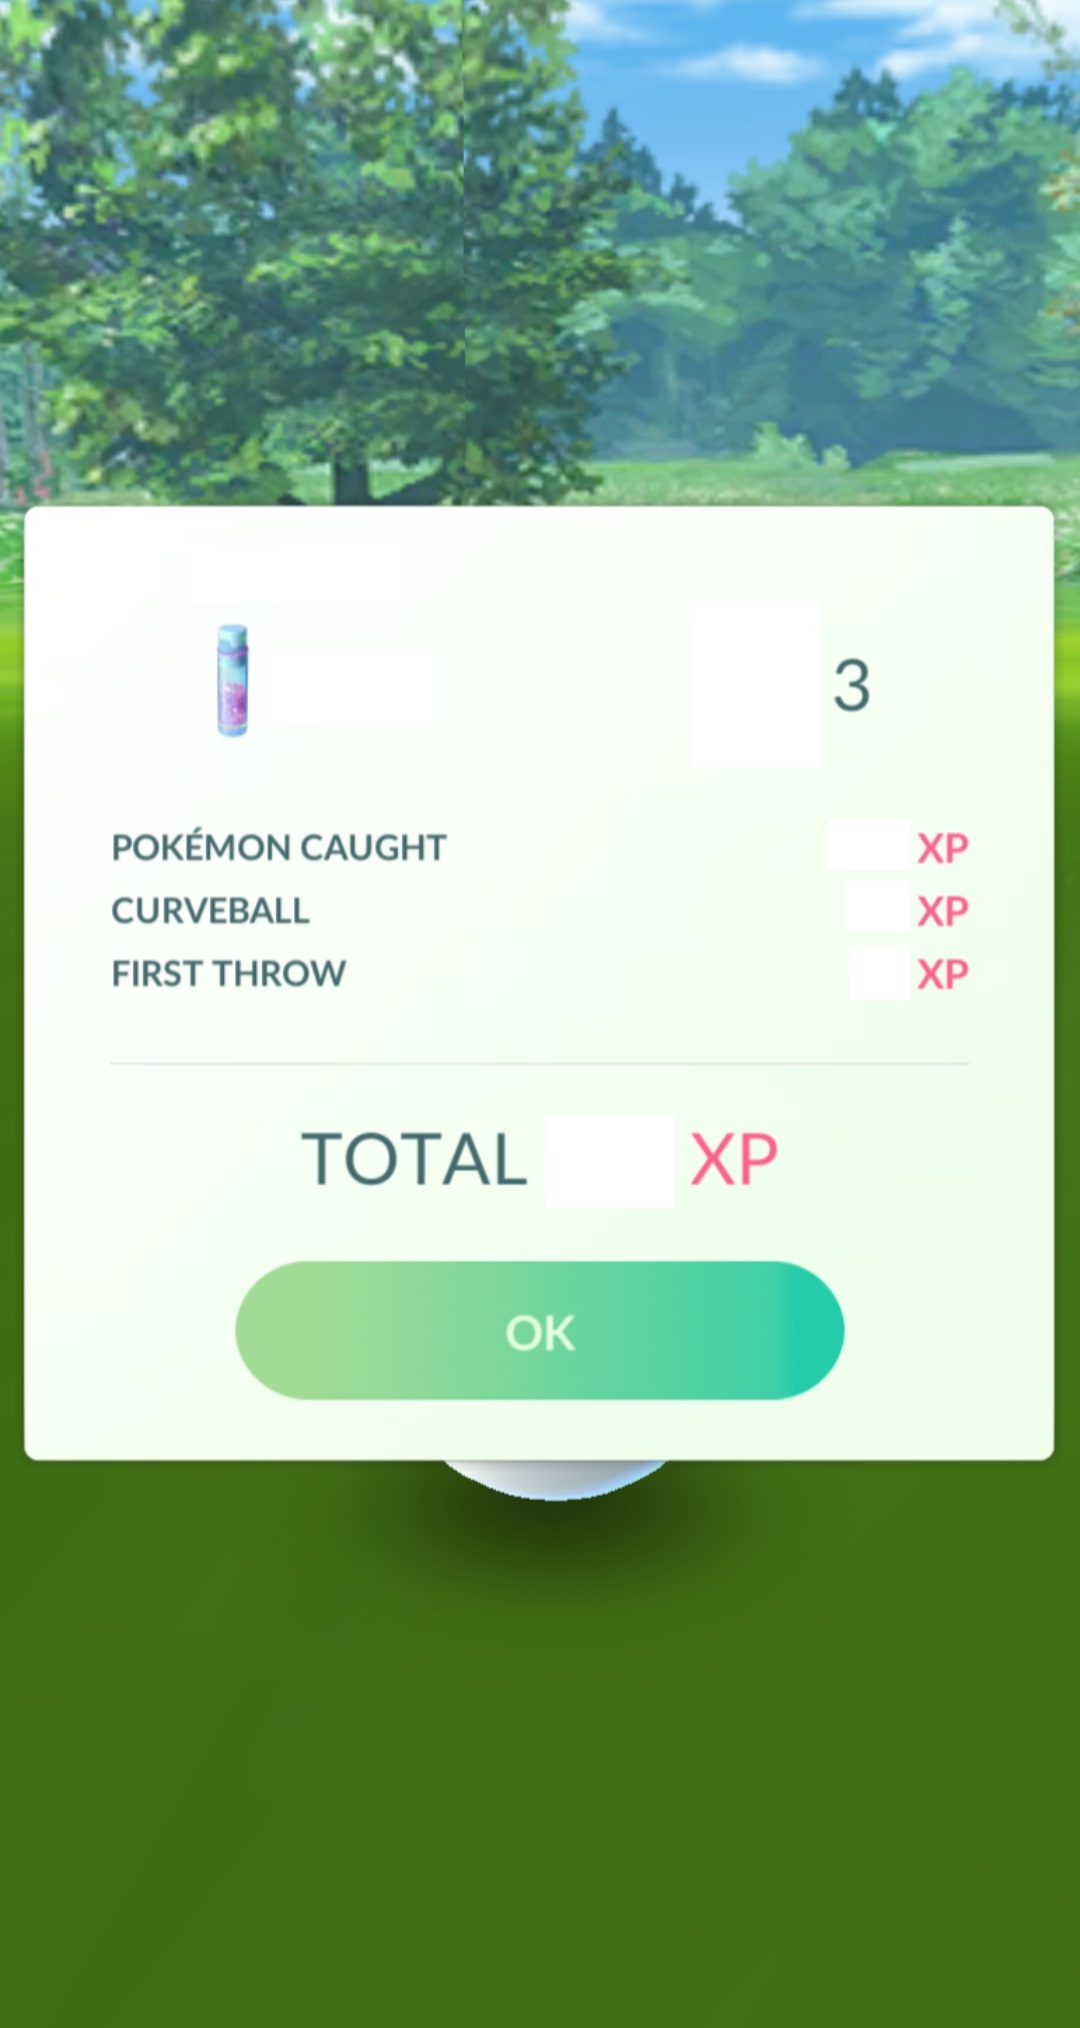 3
POKÉMON CAUGHT XP
CURVEBALL XP
FIRST THROW XP
TOTAL XP
OK